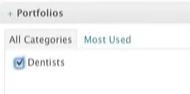 + Portfolios
All Categories Most Used
Dentists